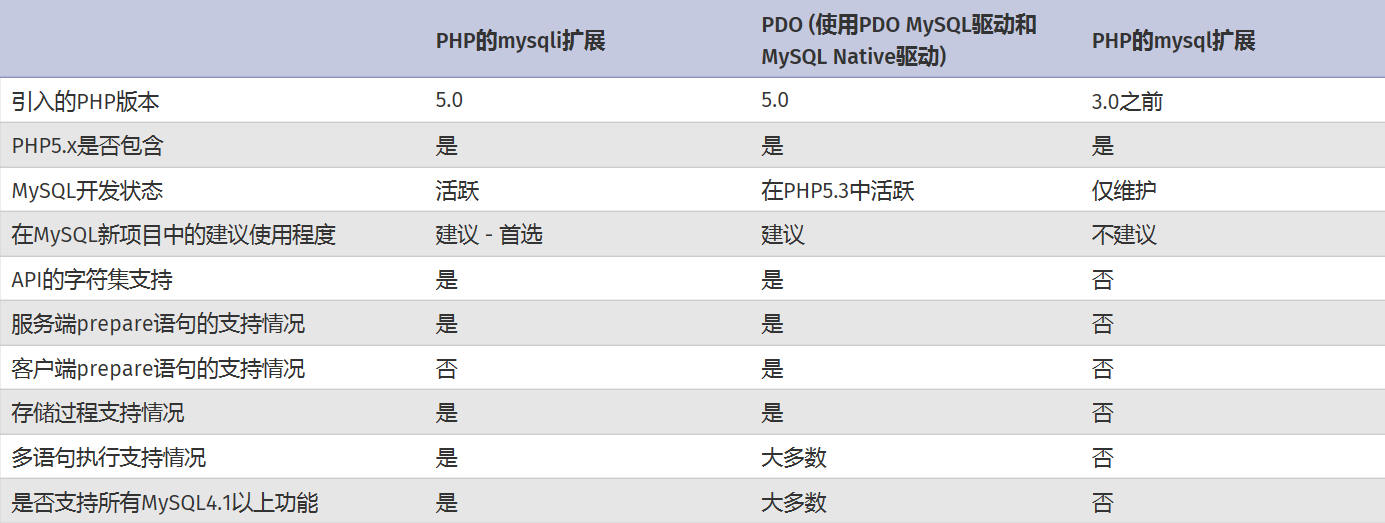 PHP的mysqli扩展 PDO (使用PDO MySQL驱动和 PHP的mysql扩展
MySQL Native驱动)
引入的PHP版本 5.0 5.0 3.0之前
PHP5.x是否包含 是 是 是
MySQL开发状态 活跃 在PHP5.3中活跃 仅维护
在MySQL新项目中的建议使用程度 建议 - 首选 建议 不建议
API的字符集支持 是 是 否
服务端prepare语句的支持情况 是 是 否
客户端prepare语句的支持情况 否 是 否
存储过程支持情况 是 是 否
多语句执行支持情况 是 大多数 否
是否支持所有MySQL4.1以上功能 是 大多数 否